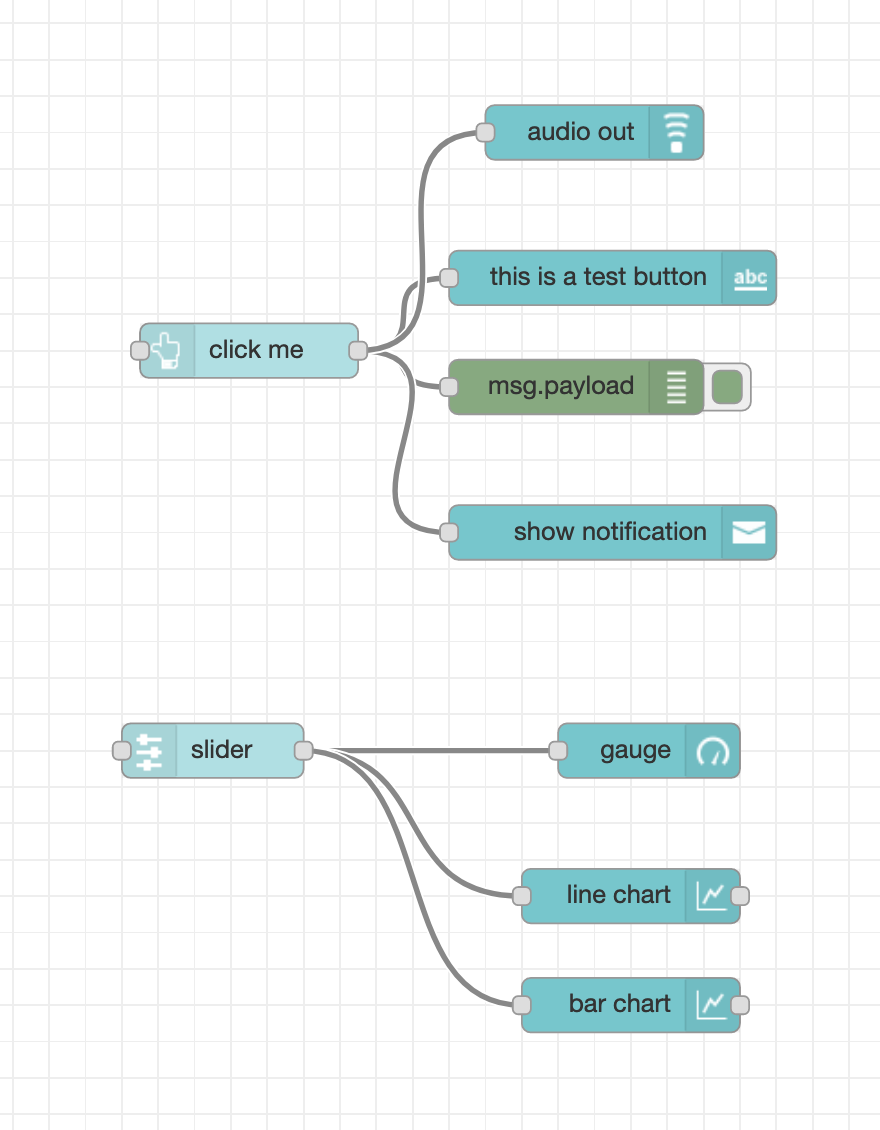 audio out
this is a test button
abc
click me
msg.payload
show notification
slider
gauge
line chart
bar chart